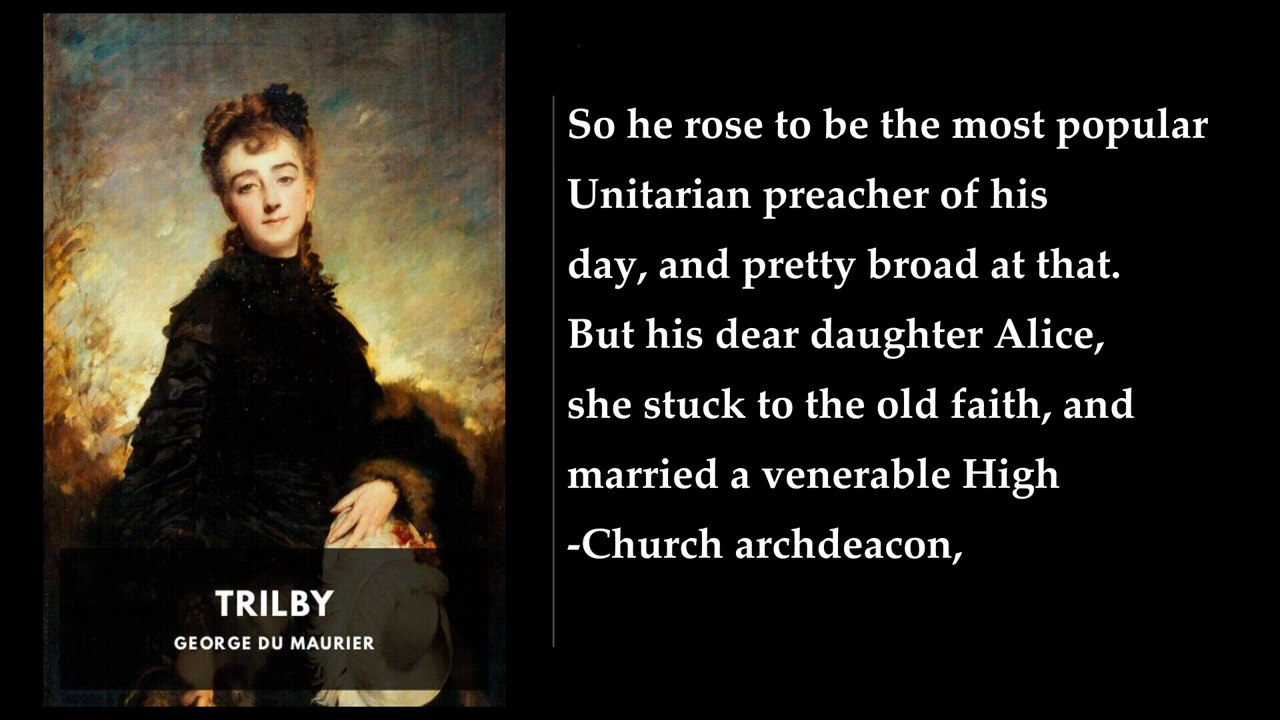 TRILBY
GEORGE DU MAURIER
So he rose to be the most popular
Unitarian preacher of his
day, and pretty broad at that.
But his dear daughter Alice,
she stuck to the old faith, and
married a venerable High
-Church archdeacon,